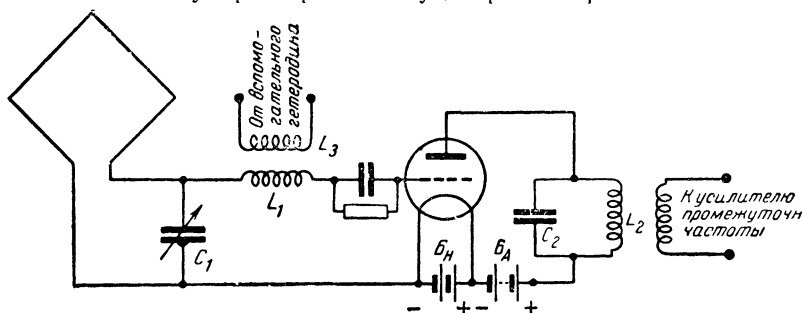 От вспомо-
гательного
гетеродина
L₃
L₁
C₁
C₂
L₂
К усилителю
промежуточн
частоты
Бн
БА
- + - +